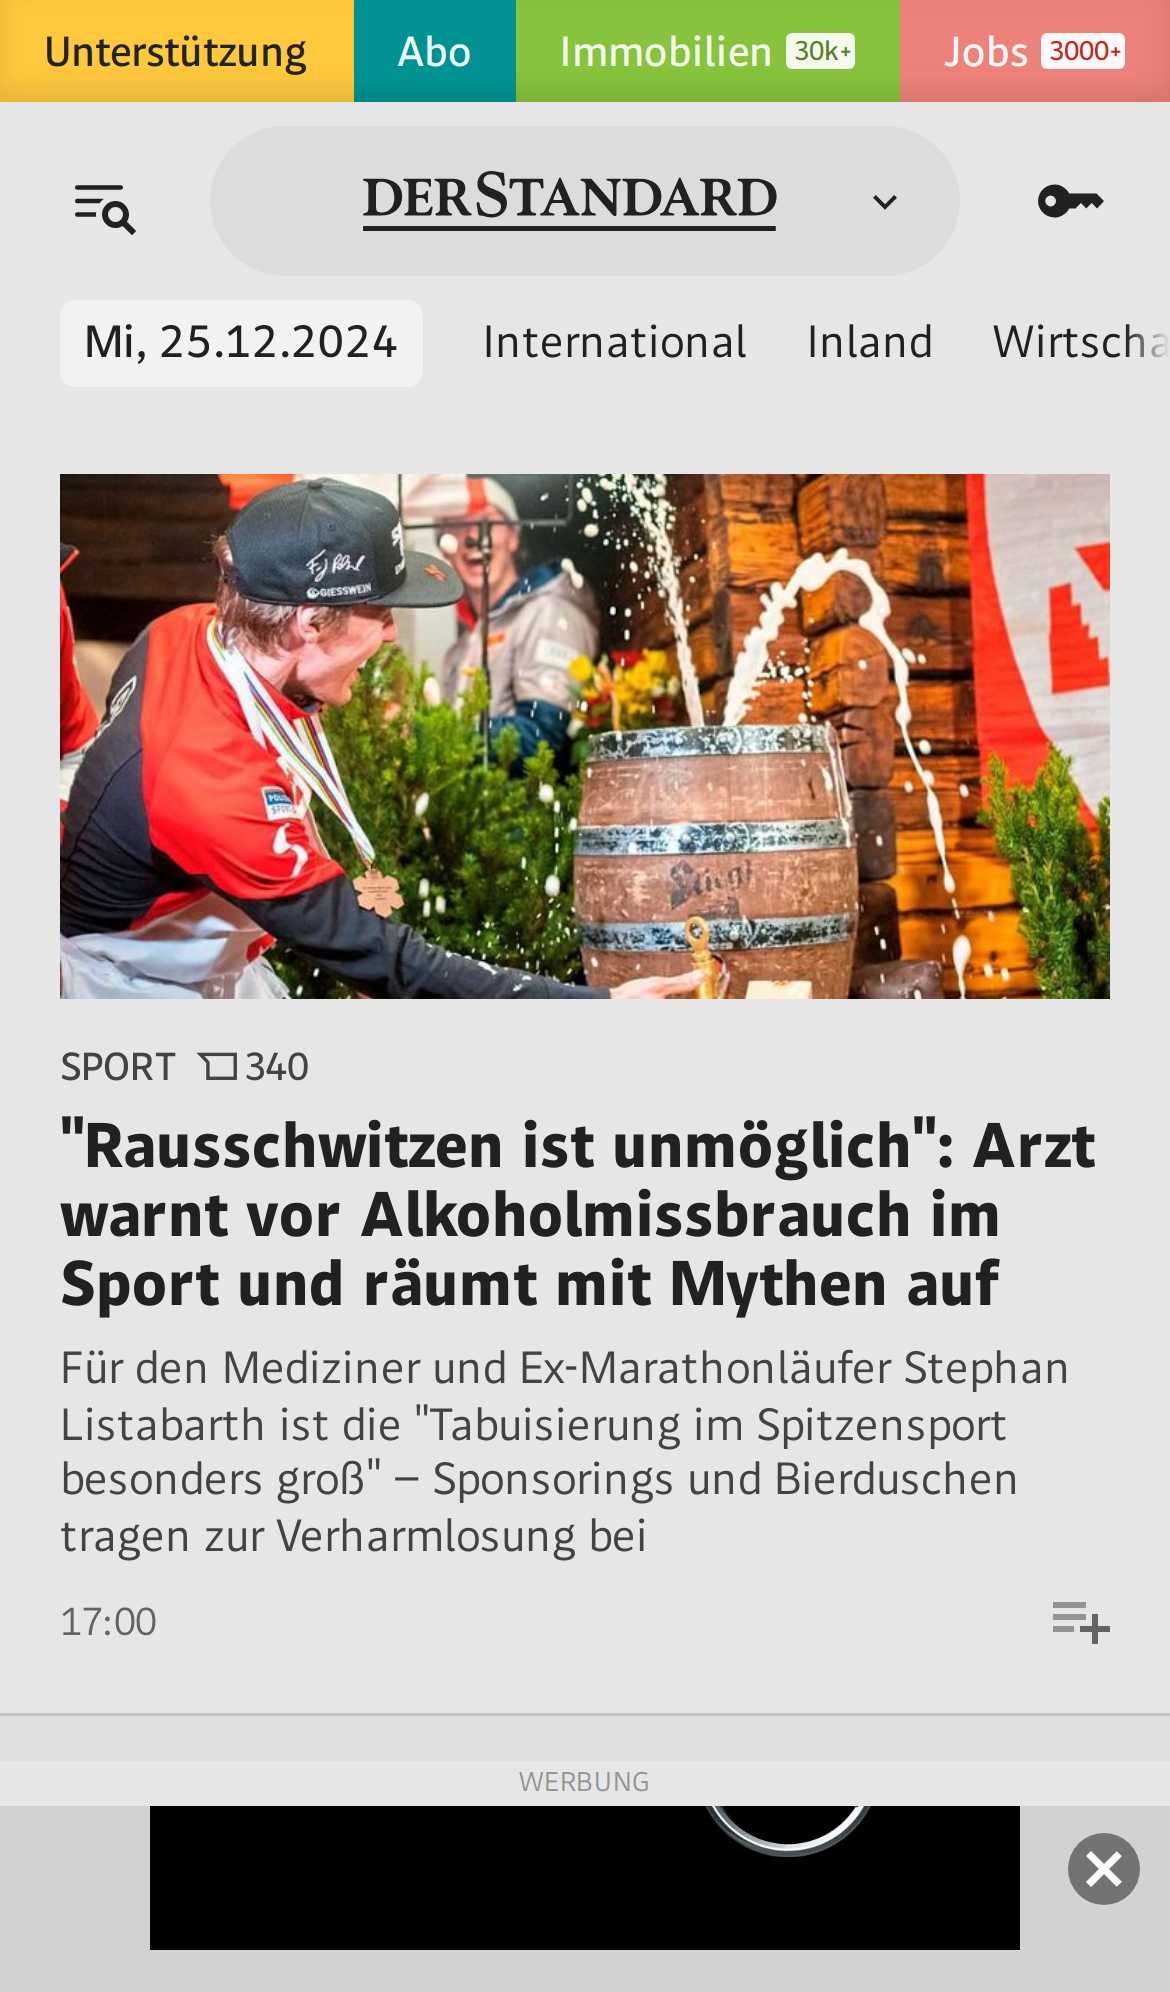 Unterstützung
Abo
Immobilien 30k+
Jobs 3000+
DERSTANDARD
Mi, 25.12.2024
International
Inland
Wirtscha
GIESSWEIN
Stiegl
SPORT 340
"Rausschwitzen ist unmöglich": Arzt
warnt vor Alkoholmissbrauch im
Sport und räumt mit Mythen auf
Für den Mediziner und Ex-Marathonläufer Stephan
Listabarth ist die "Tabuisierung im Spitzensport
besonders groß" – Sponsorings und Bierduschen
tragen zur Verharmlosung bei
17:00
WERBUNG